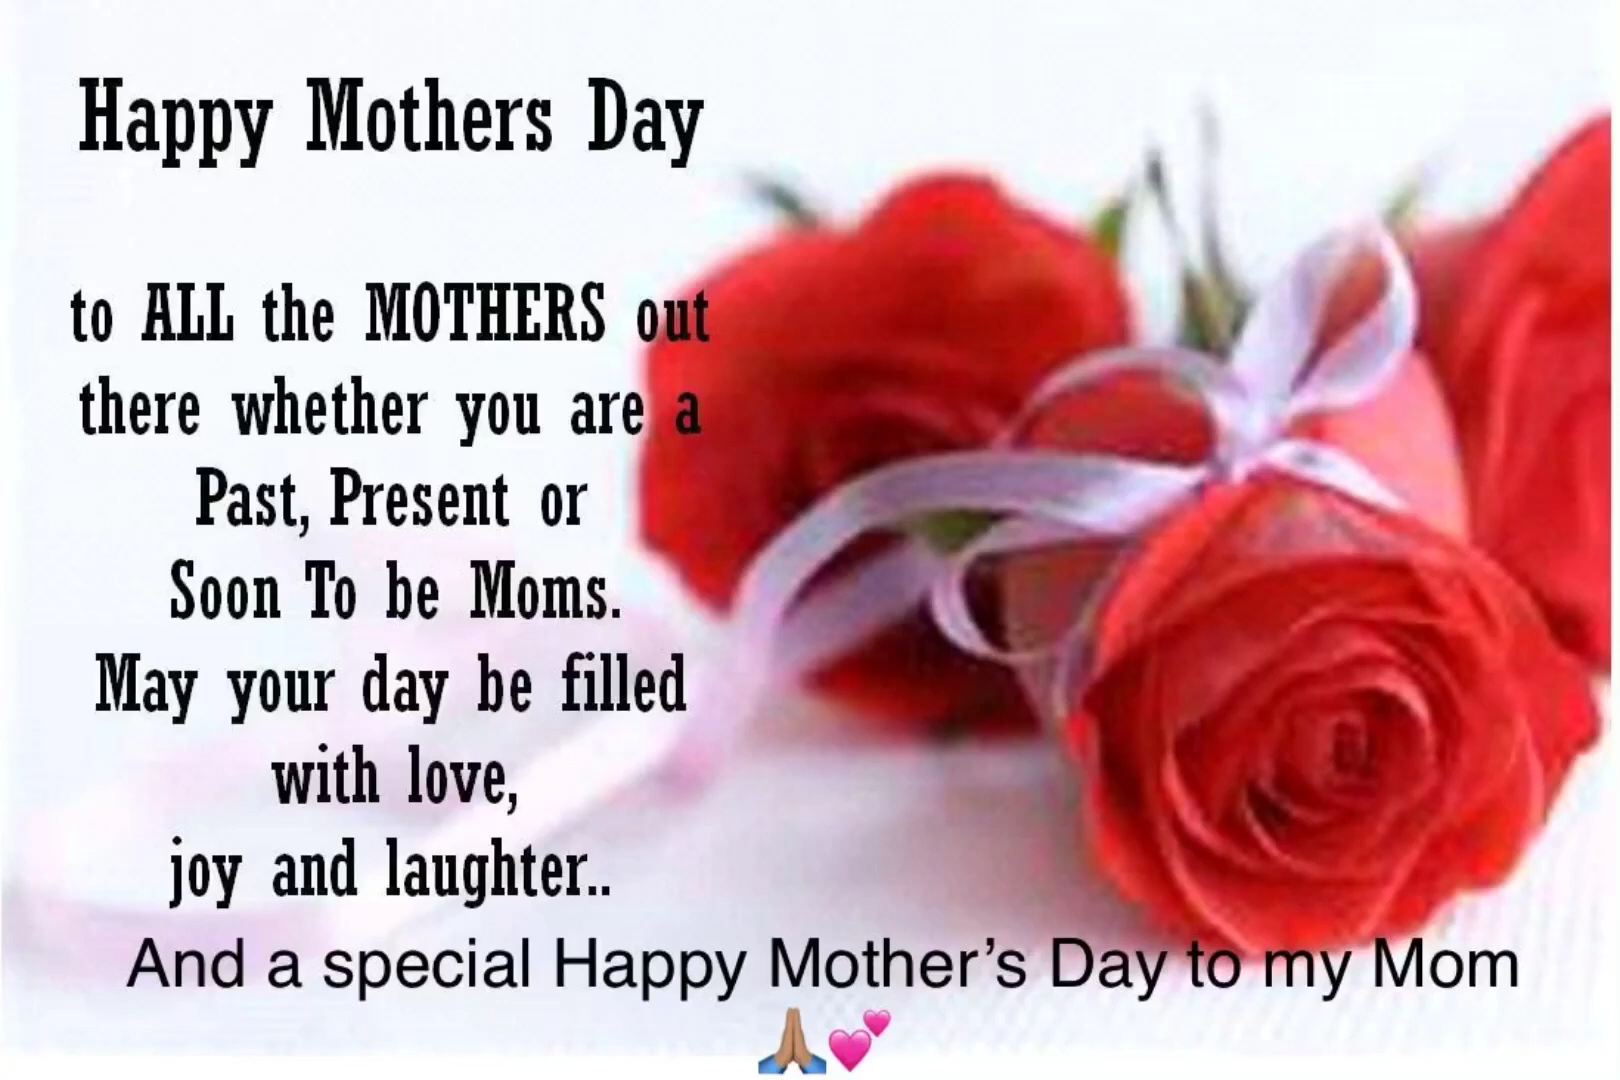 Happy Mothers Day
to ALL the MOTHERS out
there whether you are a
Past, Present or
Soon To be Moms.
May your day be filled
with love,
joy and laughter..
And a special Happy Mother’s Day to my Mom
🙏🏽💕